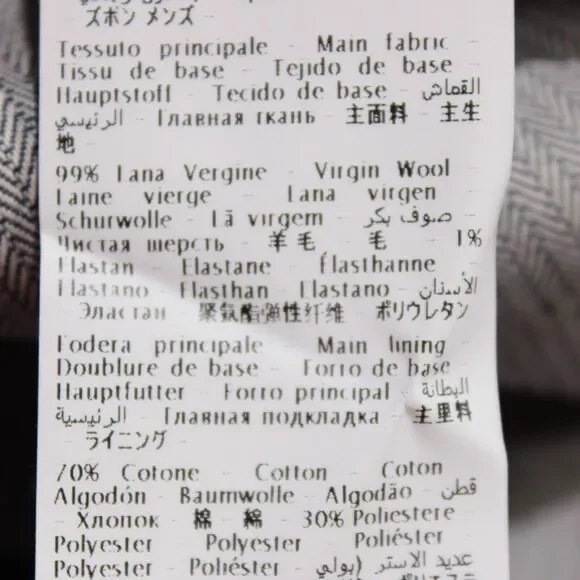 ズボン メンズ -
Tessuto principale - Main fabric -
Tissu de base - Tejido de base -
Hauptstoff - Tecido de base - القماش
الرئيسي - Главная ткань - 主面料 - 主生
地 -
99% Lana Vergine - Virgin Wool -
Laine vierge - Lana virgen -
Schurwolle - Lã virgem - صوف بكر -
Чистая шерсть - 羊毛 - 毛 - 1%
Elastan - Elastane - Élasthanne -
Elastano - Elasthan - Elastano - الأسنان
- Эластан - 聚氨酯弹性纤维 - ポリウレタン
Fodera principale - Main lining -
Doublure de base - Forro de base -
Hauptfutter - Forro principal - البطانة
الرئيسية - Главная подкладка - 主里料
- ライニング -
70% Cotone - Cotton - Coton -
Algodón - Baumwolle - Algodão - قطن
- Хлопок - 棉 - 綿 - 30% Poliestere -
Polyester - Polyester - Poliéster -
Polyester - Poliéster - عديد الاستر (بولي